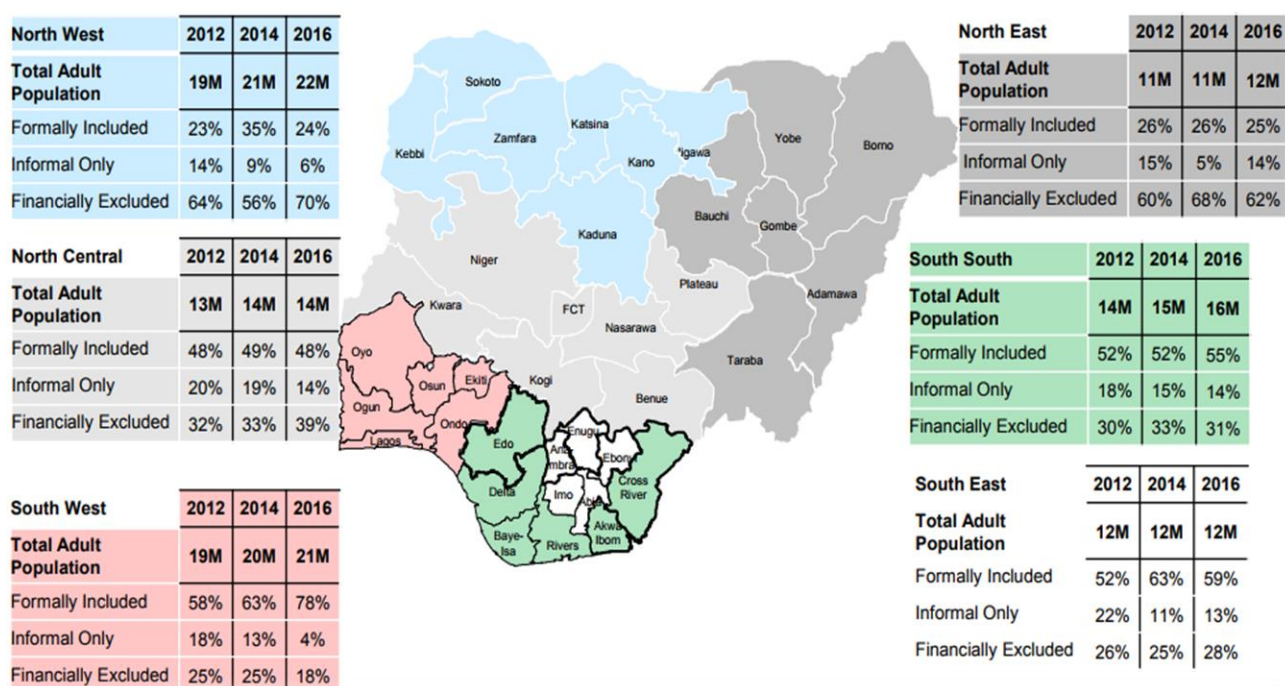 North West 2012 2014 2016
Total Adult Population 19M 21M 22M
Formally Included 23% 35% 24%
Informal Only 14% 9% 6%
Financially Excluded 64% 56% 70%
North Central 2012 2014 2016
Total Adult Population 13M 14M 14M
Formally Included 48% 49% 48%
Informal Only 20% 19% 14%
Financially Excluded 32% 33% 39%
South West 2012 2014 2016
Total Adult Population 19M 20M 21M
Formally Included 58% 63% 78%
Informal Only 18% 13% 4%
Financially Excluded 25% 25% 18%
Sokoto
Kebbi
Zamfara
Katsina
Kano
'igawa
Yobe
Borno
Bauchi
Gombe
Kaduna
Niger
Plateau
Adamawa
Kwara
FCT
Nasarawa
Taraba
Oyo
Osun
Ekiti
Kogi
Benue
Ogun
Ondo
Lagos
Edo
Enugu
Ana
mbra
Ebonyi
Cross
River
Delta
Imo
Abia
Baye-
lsa
Rivers
Akwa
Ibom
North East 2012 2014 2016
Total Adult Population 11M 11M 12M
Formally Included 26% 26% 25%
Informal Only 15% 5% 14%
Financially Excluded 60% 68% 62%
South South 2012 2014 2016
Total Adult Population 14M 15M 16M
Formally Included 52% 52% 55%
Informal Only 18% 15% 14%
Financially Excluded 30% 33% 31%
South East 2012 2014 2016
Total Adult Population 12M 12M 12M
Formally Included 52% 63% 59%
Informal Only 22% 11% 13%
Financially Excluded 26% 25% 28%